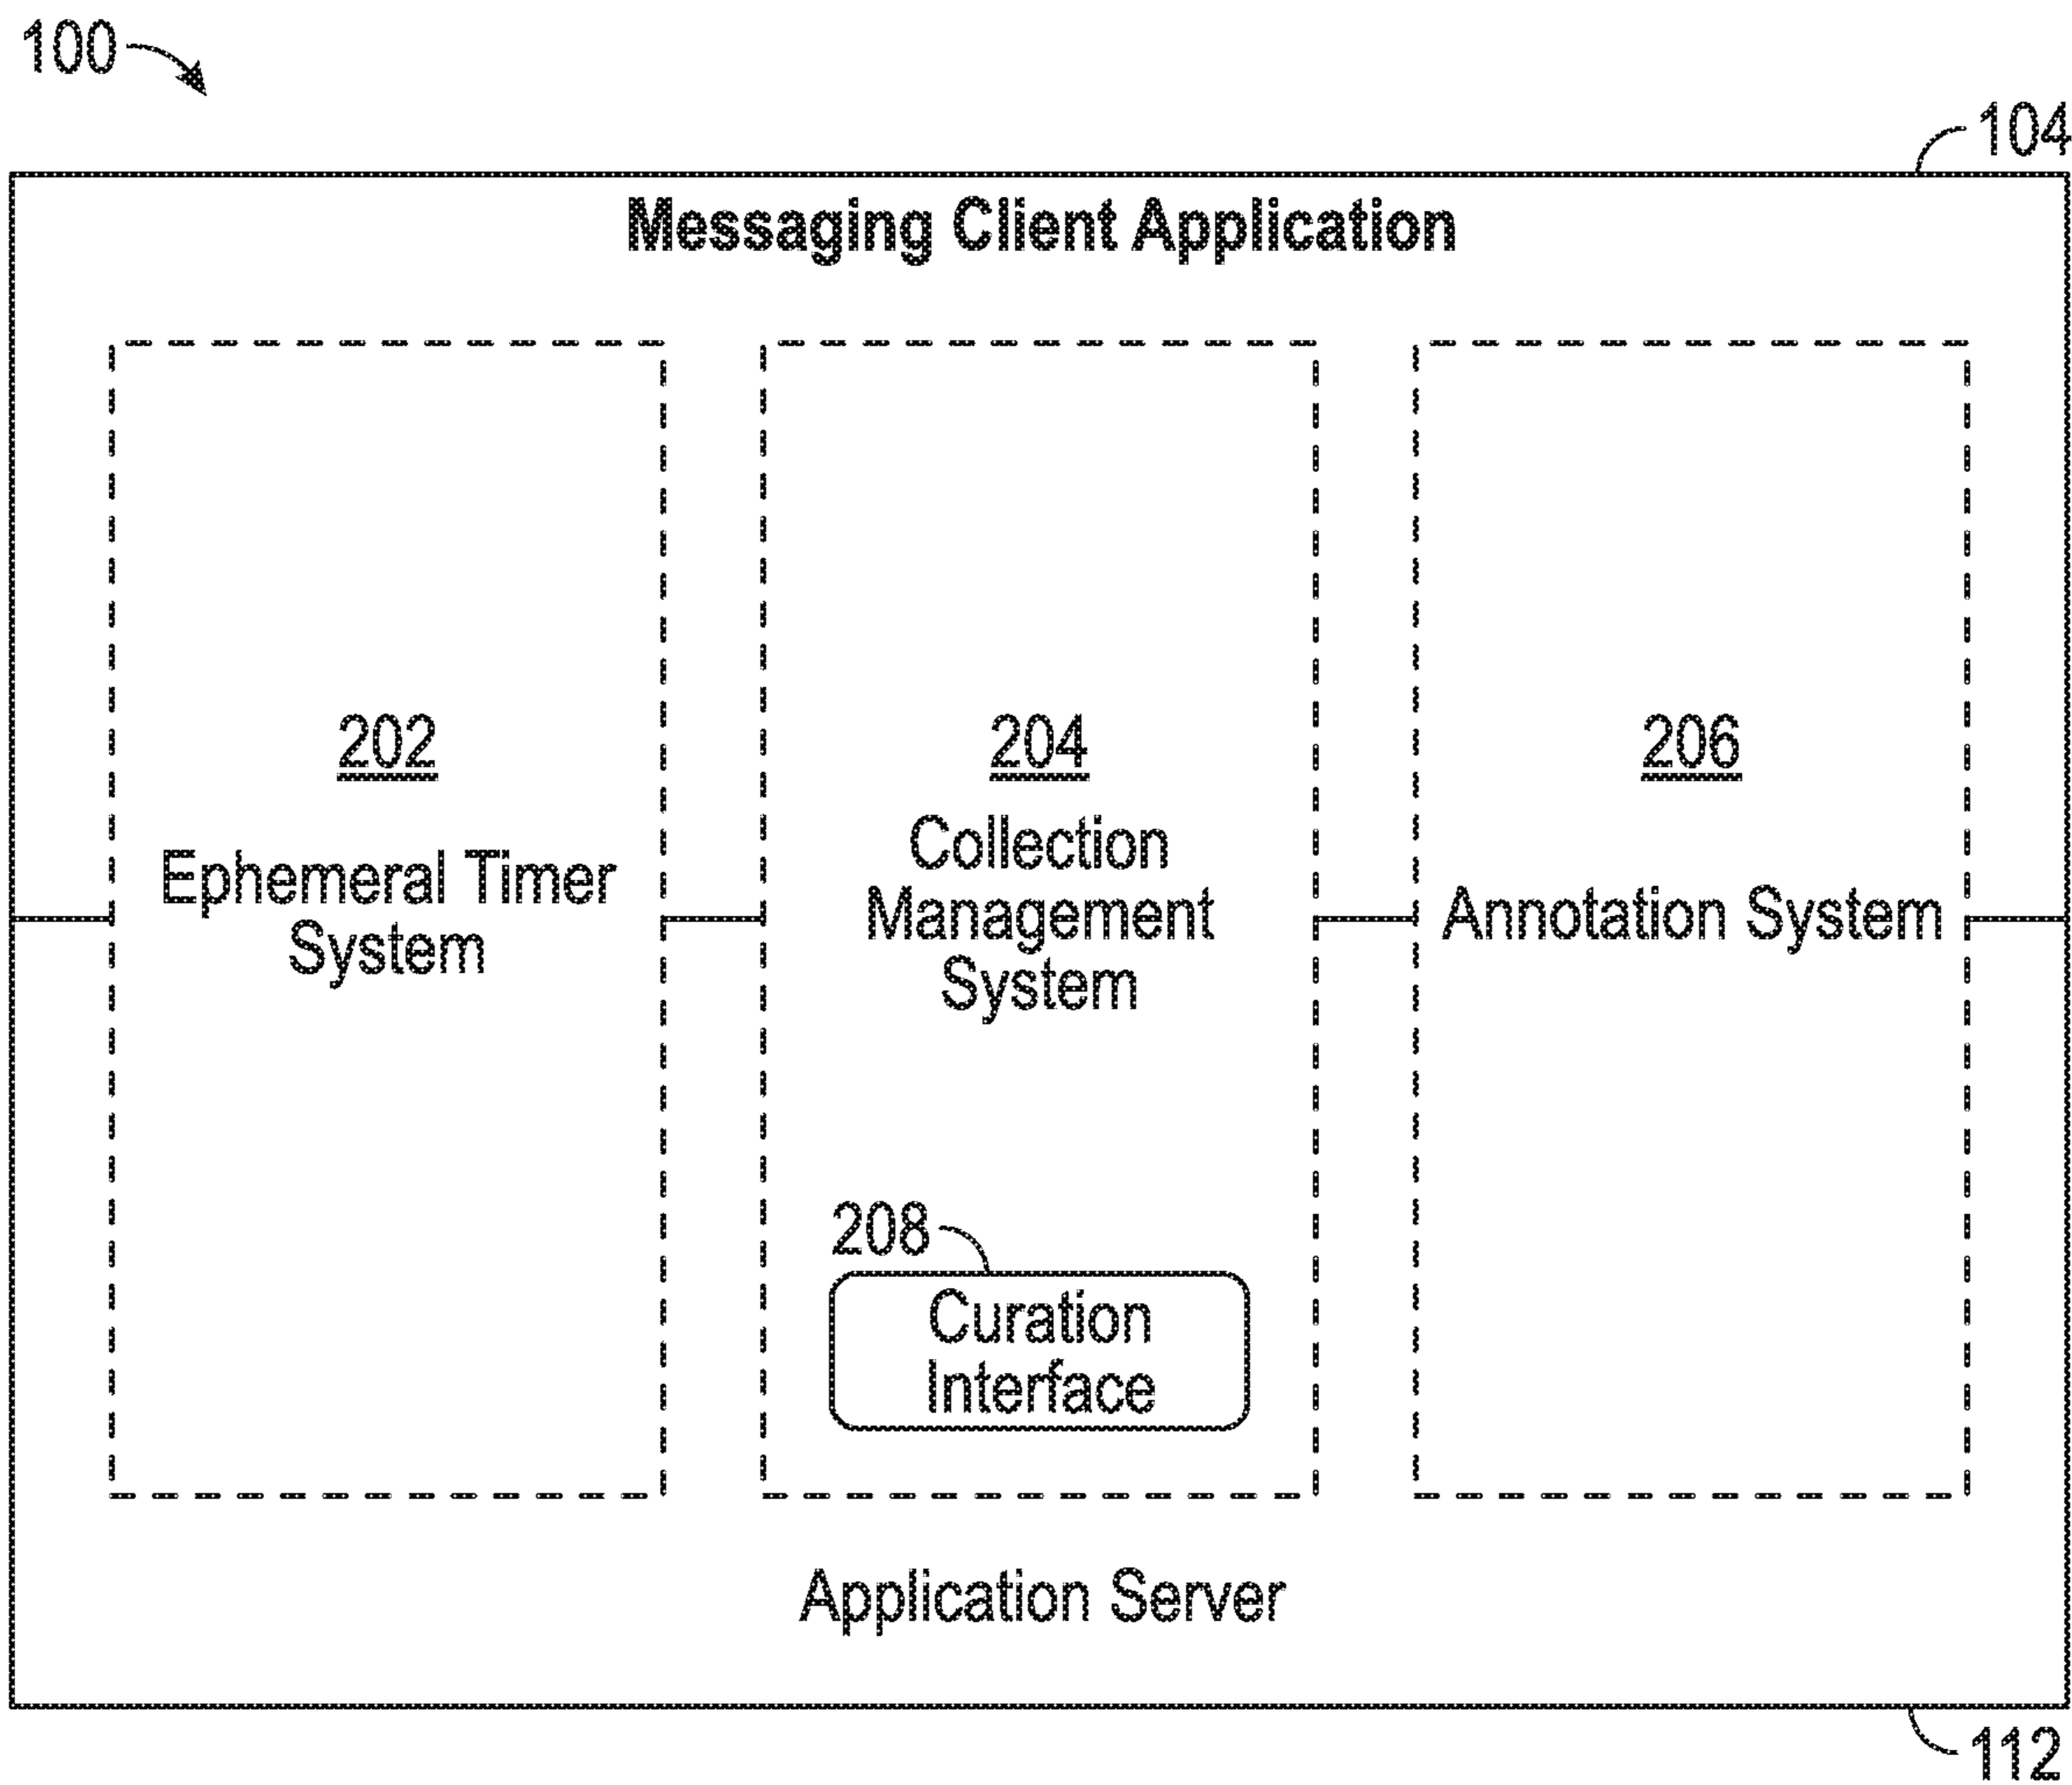 100
104
Messaging Client Application
202
Ephemeral Timer
System
204
Collection
Management
System
206
Annotation System
208
Curation
Interface
Application Server
112